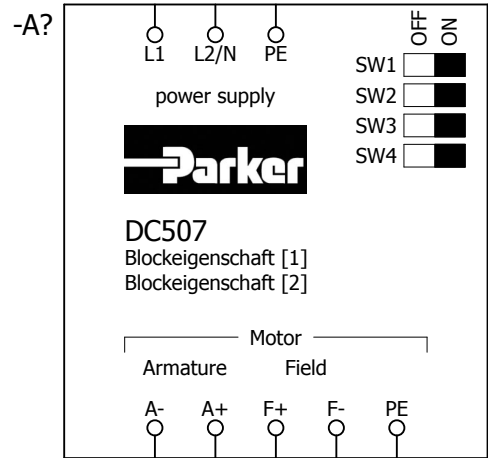 -A?
L1 L2/N PE
OFF ON
power supply
SW1
SW2
SW3
SW4
Parker
DC507
Blockeigenschaft [1]
Blockeigenschaft [2]
Motor
Armature Field
A- A+ F+ F- PE